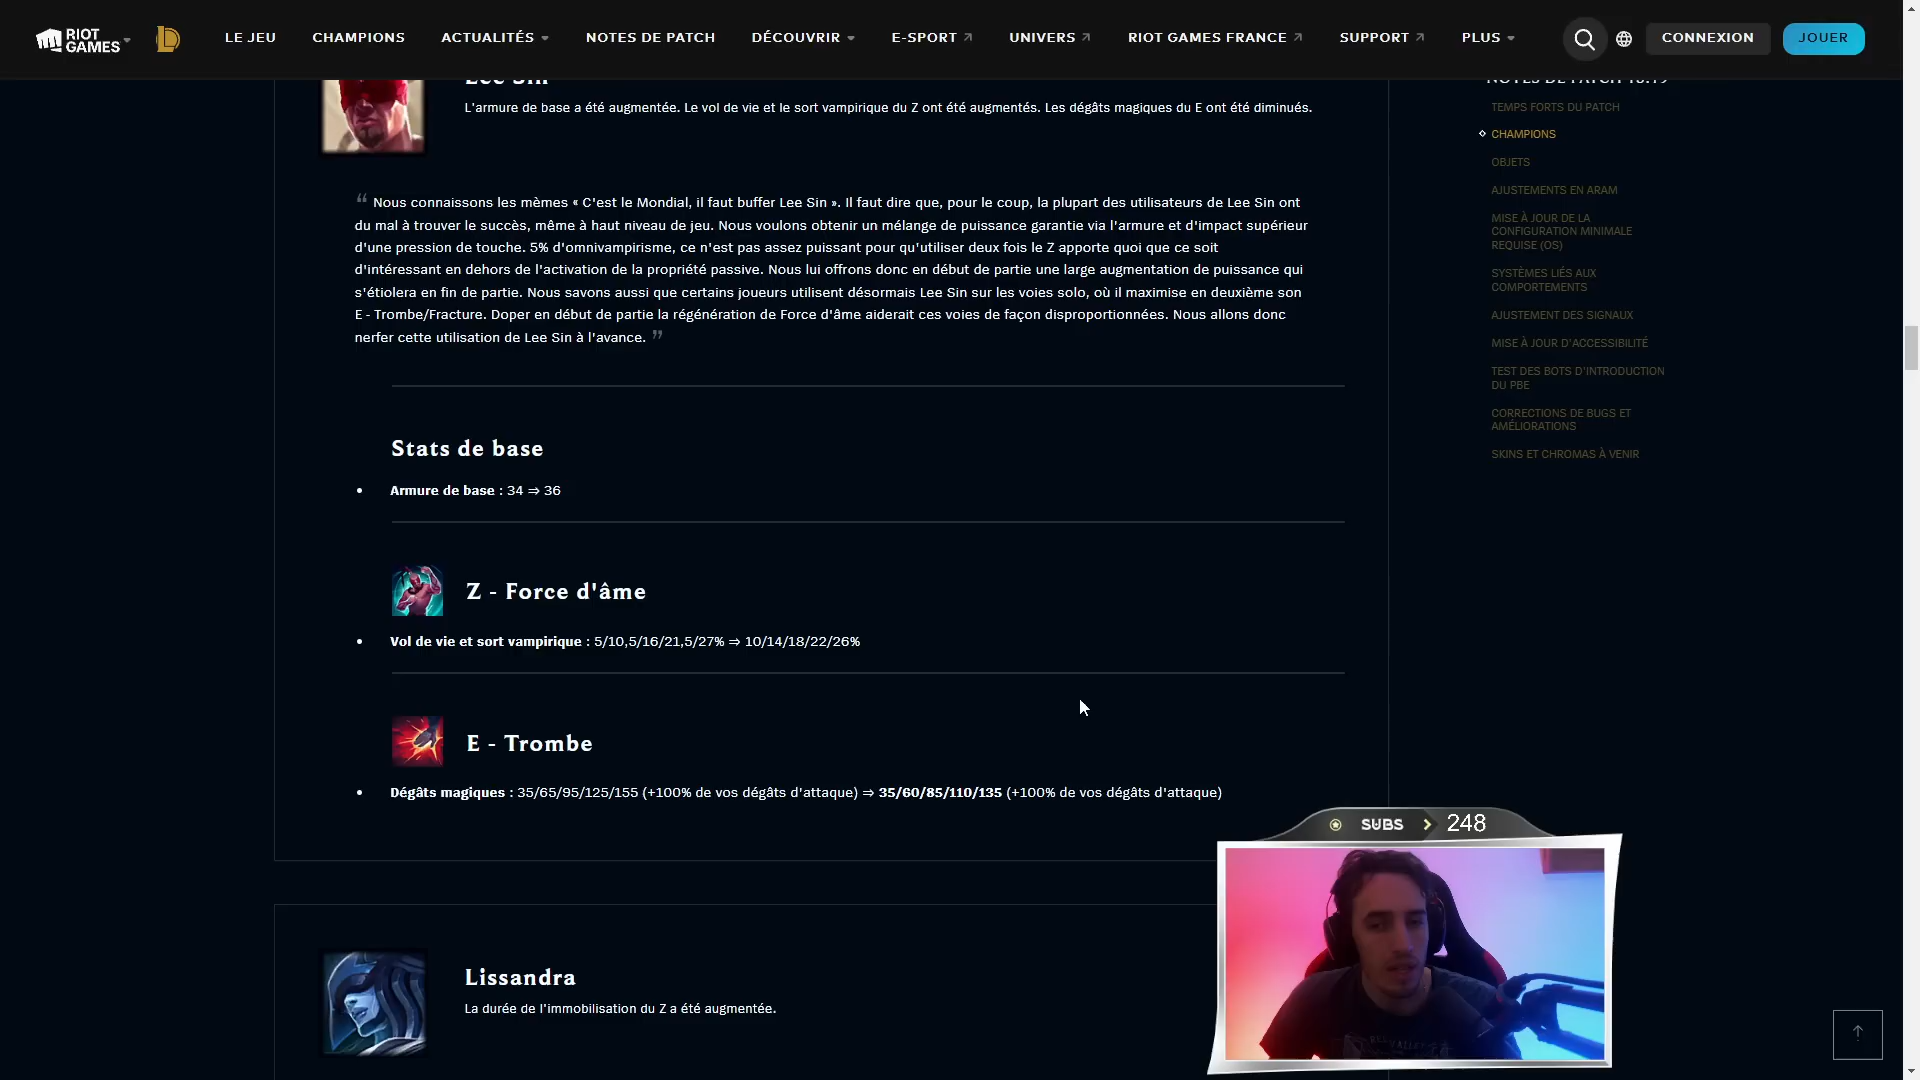 RIOT GAMES
LE JEU
CHAMPIONS
ACTUALITÉS
NOTES DE PATCH
DÉCOUVRIR
E-SPORT
UNIVERS
RIOT GAMES FRANCE
SUPPORT
PLUS
CONNEXION
JOUER
Lee Sin
L'armure de base a été augmentée. Le vol de vie et le sort vampirique du Z ont été augmentés. Les dégâts magiques du E ont été diminués.
“ Nous connaissons les mèmes « C'est le Mondial, il faut buffer Lee Sin ». Il faut dire que, pour le coup, la plupart des utilisateurs de Lee Sin ont
du mal à trouver le succès, même à haut niveau de jeu. Nous voulons obtenir un mélange de puissance garantie via l'armure et d'impact supérieur
d'une pression de touche. 5% d'omnivampirisme, ce n'est pas assez puissant pour qu'utiliser deux fois le Z apporte quoi que ce soit
d'intéressant en dehors de l'activation de la propriété passive. Nous lui offrons donc en début de partie une large augmentation de puissance qui
s'étiolera en fin de partie. Nous savons aussi que certains joueurs utilisent désormais Lee Sin sur les voies solo, où il maximise en deuxième son
E - Trombe/Fracture. Doper en début de partie la régénération de Force d'âme aiderait ces voies de façon disproportionnées. Nous allons donc
nerfer cette utilisation de Lee Sin à l'avance. ”
Stats de base
• Armure de base : 34 ⇒ 36
Z - Force d'âme
• Vol de vie et sort vampirique : 5/10,5/16/21,5/27% ⇒ 10/14/18/22/26%
E - Trombe
• Dégâts magiques : 35/65/95/125/155 (+100% de vos dégâts d'attaque) ⇒ 35/60/85/110/135 (+100% de vos dégâts d'attaque)
Lissandra
La durée de l'immobilisation du Z a été augmentée.
NOTES DE PATCH 13.19
TEMPS FORTS DU PATCH
CHAMPIONS
OBJETS
AJUSTEMENTS EN ARAM
MISE À JOUR DE LA
CONFIGURATION MINIMALE
REQUISE (OS)
SYSTÈMES LIÉS AUX
COMPORTEMENTS
AJUSTEMENT DES SIGNAUX
MISE À JOUR D'ACCESSIBILITÉ
TEST DES BOTS D'INTRODUCTION
DU PBE
CORRECTIONS DE BUGS ET
AMÉLIORATIONS
SKINS ET CHROMAS À VENIR
SUBS 248